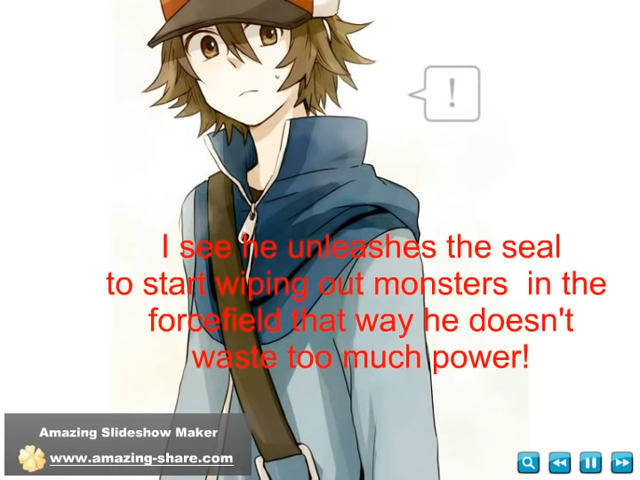 !
I see he unleashes the seal
to start wiping out monsters  in the
forcefield that way he doesn't
waste too much power!
Amazing Slideshow Maker
www.amazing-share.com